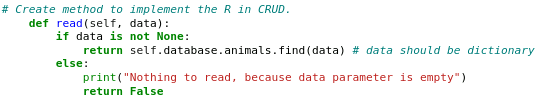 # Create method to implement the R in CRUD.
    def read(self, data):
        if data is not None:
            return self.database.animals.find(data) # data should be dictionary
        else:
            print("Nothing to read, because data parameter is empty")
            return False